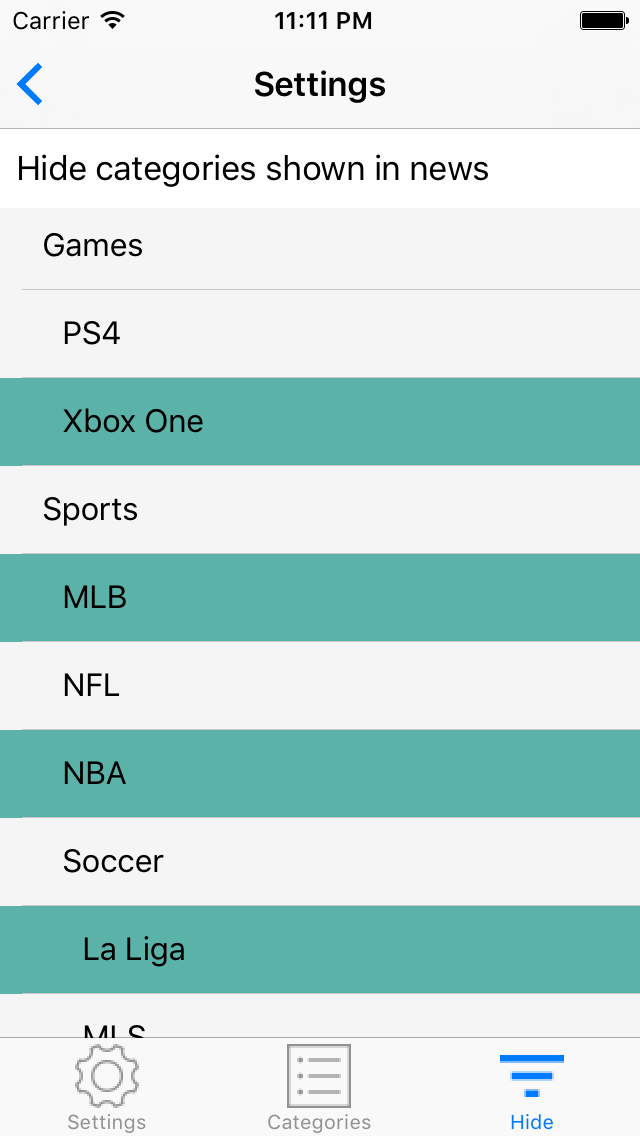 Carrier 11:11 PM
Settings
Hide categories shown in news
Games
PS4
Xbox One
Sports
MLB
NFL
NBA
Soccer
La Liga
MLS
Settings Categories Hide